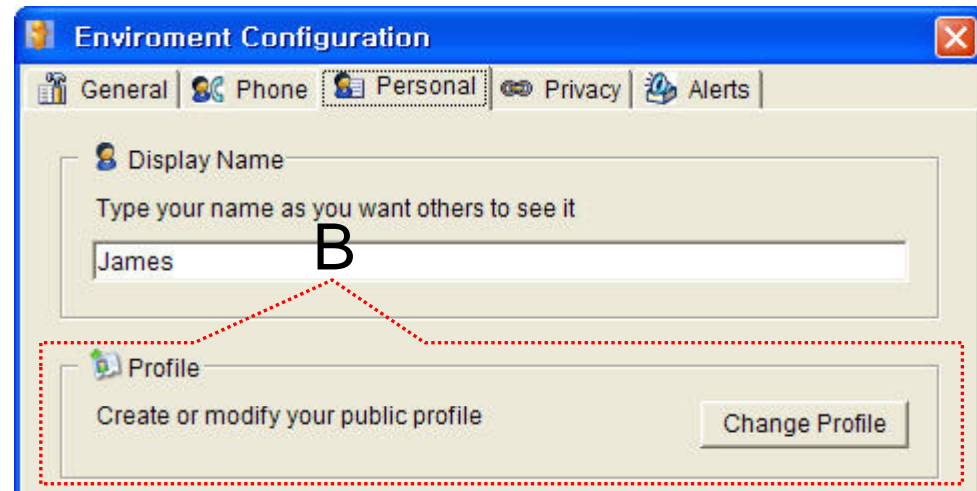 Enviroment Configuration
General Phone Personal Privacy Alerts
Display Name
Type your name as you want others to see it
B
James
Profile
Create or modify your public profile
Change Profile